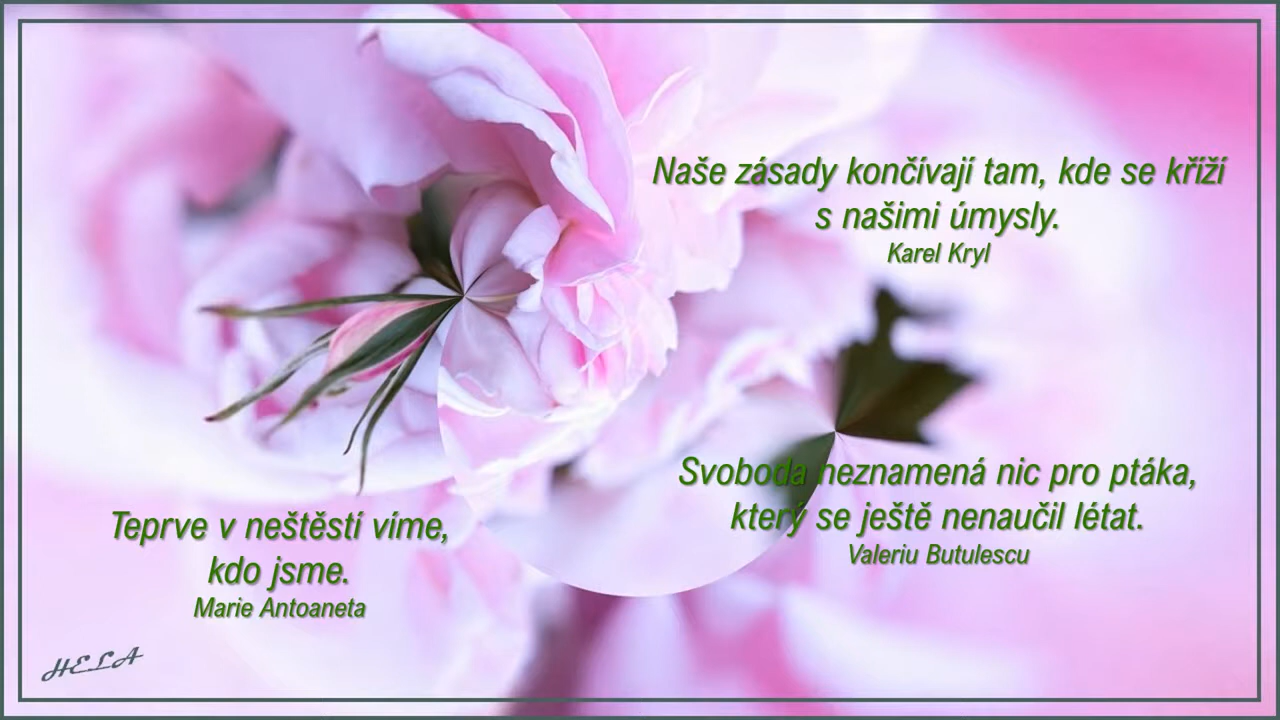 Naše zásady končívají tam, kde se kříží
s našimi úmysly.
Karel Kryl
Svoboda neznamená nic pro ptáka,
který se ještě nenaučil létat.
Valeriu Butulescu
Teprve v neštěstí víme,
kdo jsme.
Marie Antoaneta
HELA